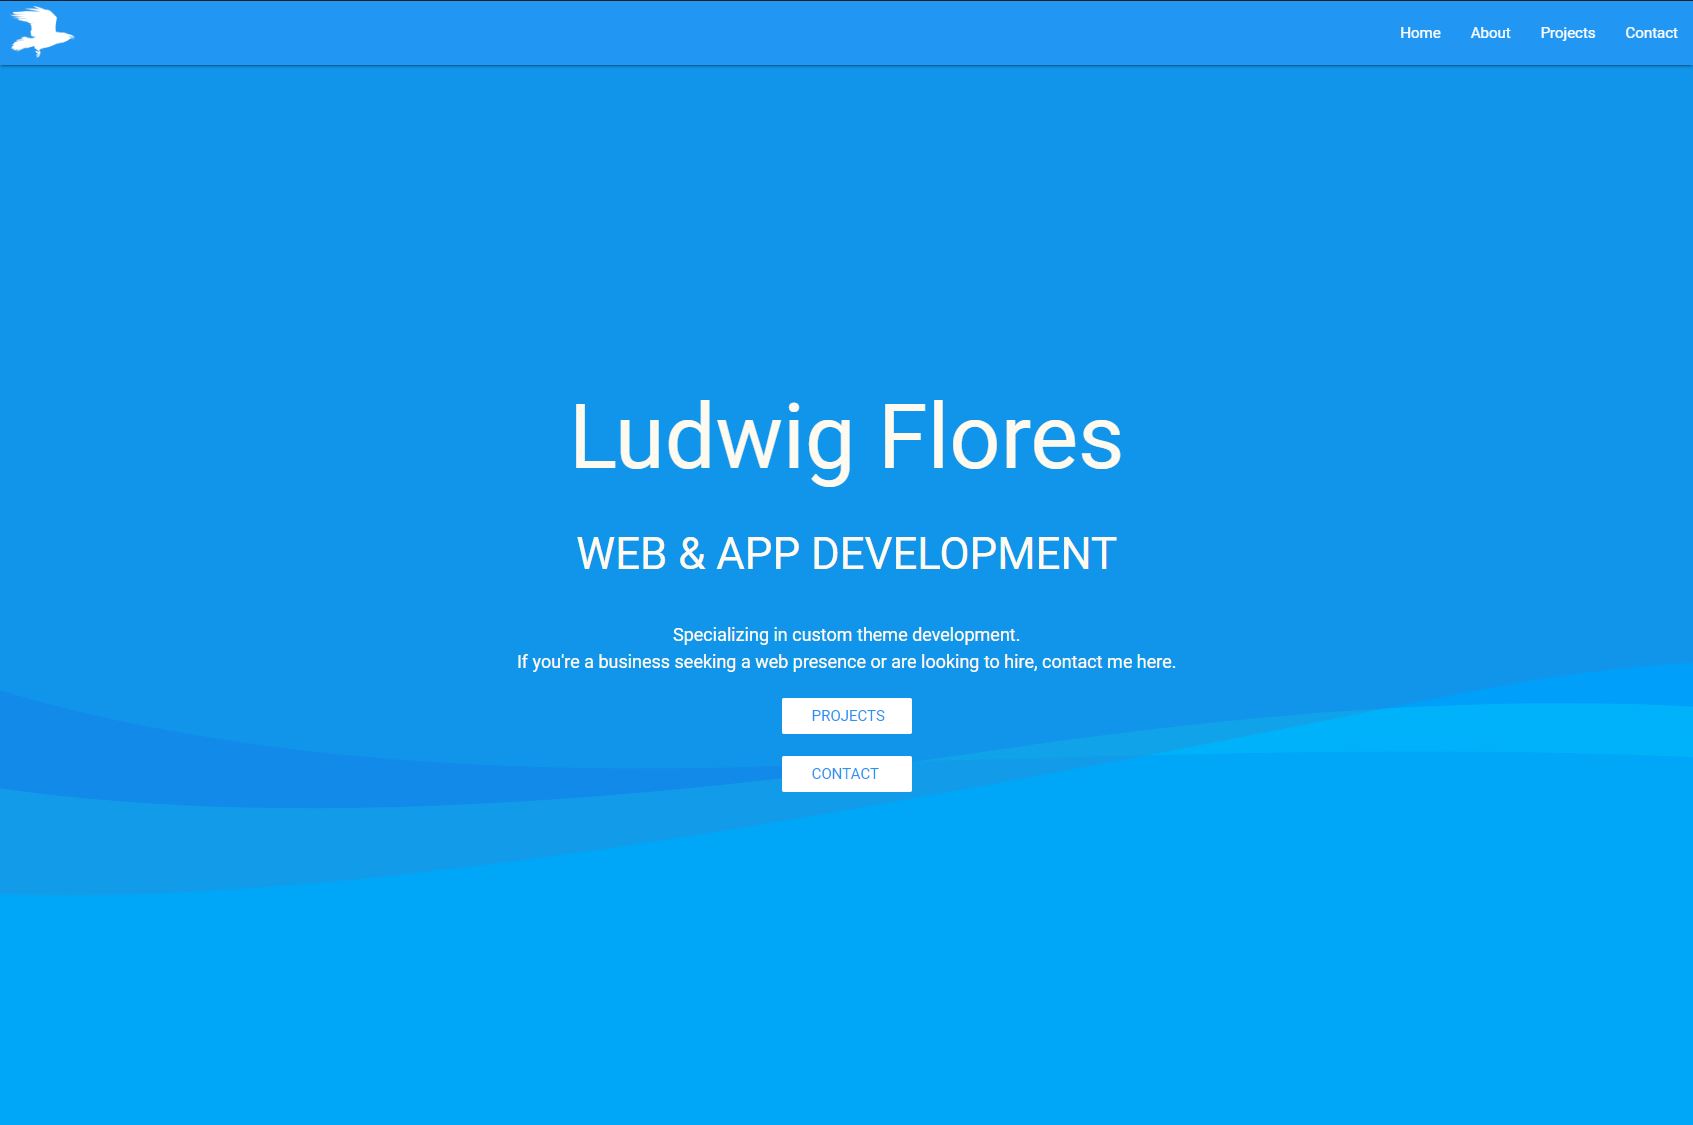 Home About Projects Contact
Ludwig Flores
WEB & APP DEVELOPMENT
Specializing in custom theme development.
If you're a business seeking a web presence or are looking to hire, contact me here.
PROJECTS
CONTACT